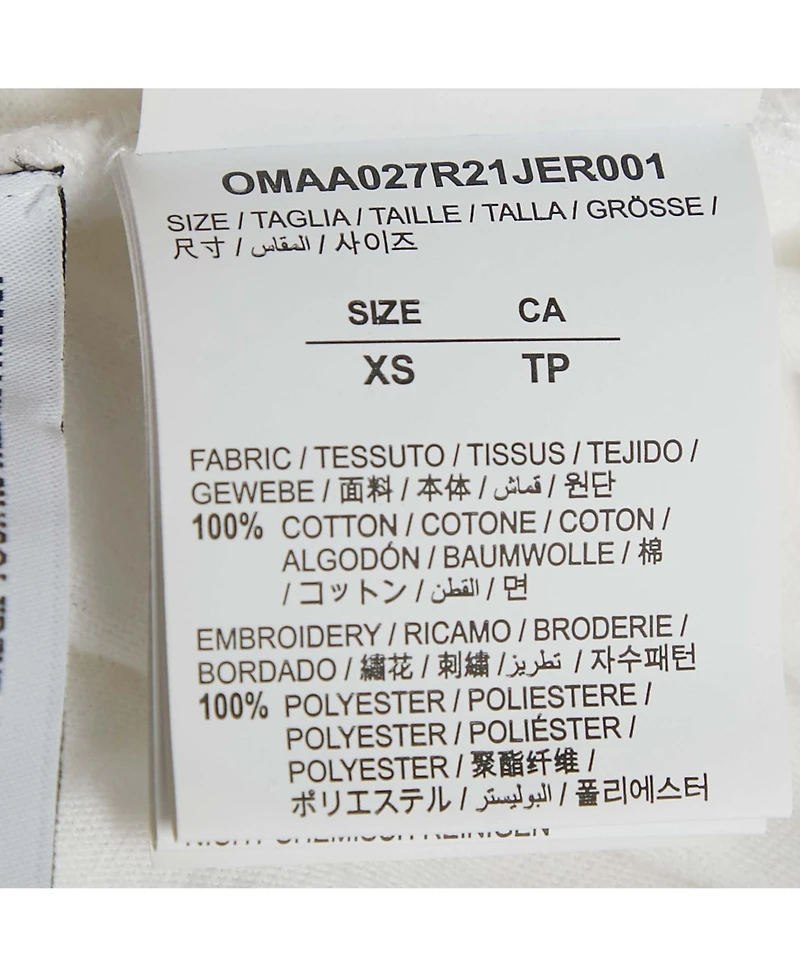 OMAA027R21JER001
SIZE / TAGLIA / TAILLE / TALLA / GRÖSSE /
尺寸 / المقاس / 사이즈
SIZE CA
XS TP
FABRIC / TESSUTO / TISSUS / TEJIDO /
GEWEBE / 面料 / 本体 / قماش / 원단
100% COTTON / COTONE / COTON /
ALGODÓN / BAUMWOLLE / 棉
/ コットン / القطن / 면
EMBROIDERY / RICAMO / BRODERIE /
BORDADO / 繡花 / 刺繡 / تطريز / 자수패턴
100% POLYESTER / POLIESTERE /
POLYESTER / POLIÉSTER /
POLYESTER / 聚酯纤维 /
ポリエステル / البوليستر / 폴리에스터